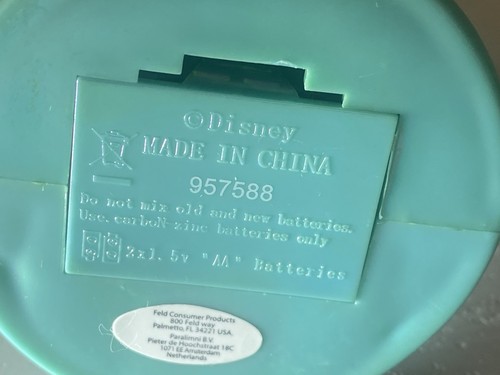 ©Disney
MADE IN CHINA
957588
Do not mix old and new batteries.
Use.carboN-zinc batteries only
2x1.5v "AA" Batteries
Feld Consumer Products
800 Feld way
Palmetto, FL 34221 USA.
Paralimni B.V.
Pieter de Hoochstraat 18C
1071 EE Amsterdam
Netherlands